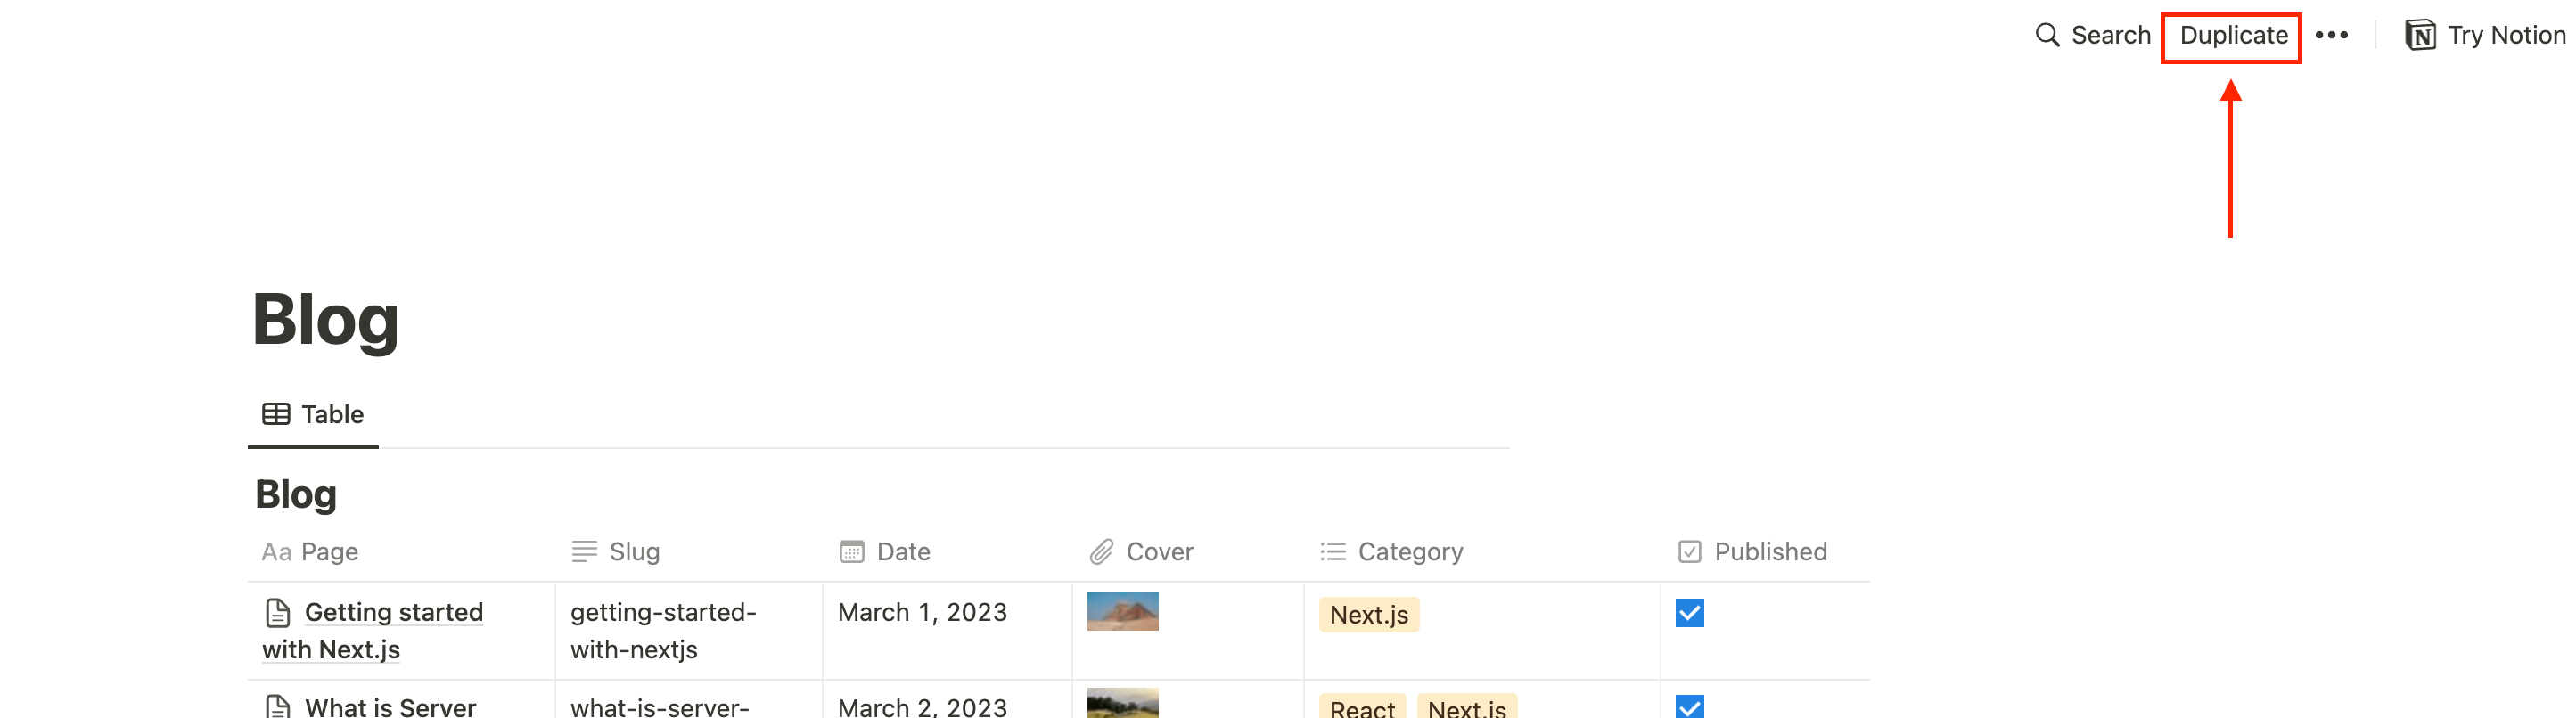 Search Duplicate ••• Try Notion
Blog
Table
Blog
Aa Page Slug Date Cover Category Published
Getting started with Next.js
getting-started-with-nextjs
March 1, 2023
Next.js
What is Server
what-is-server-
March 2, 2023
React Next.js